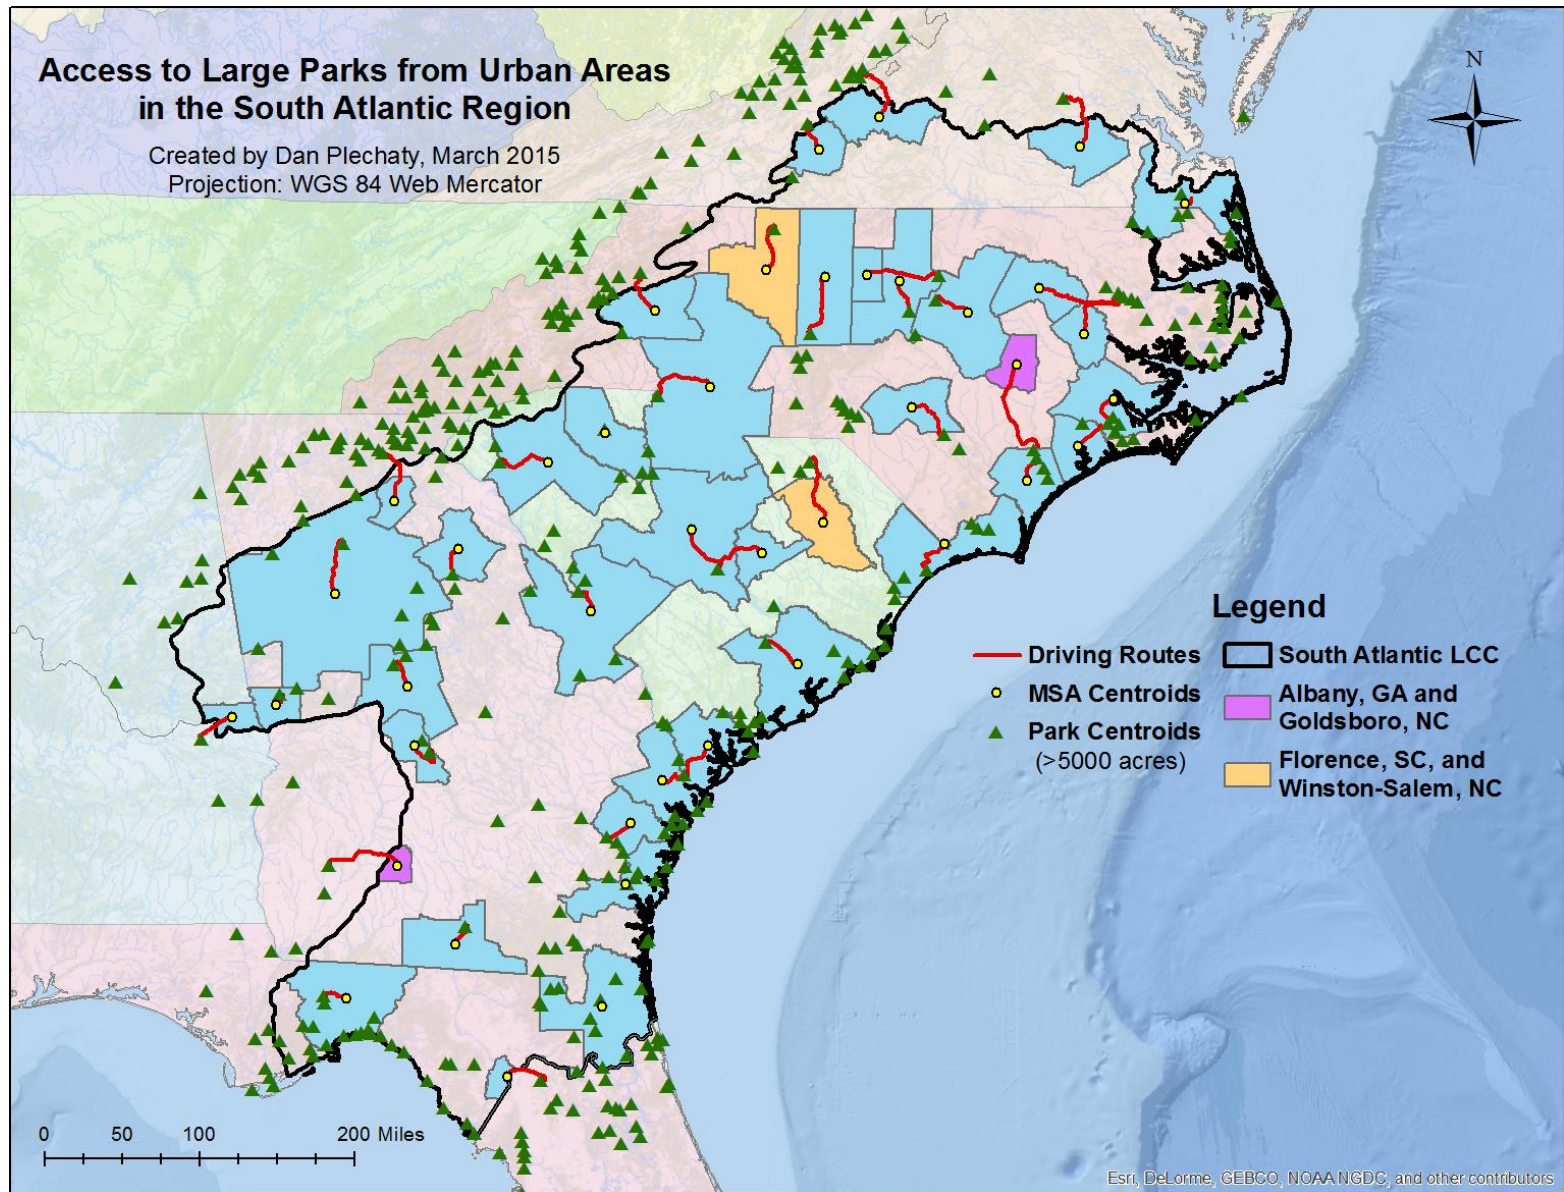 Access to Large Parks from Urban Areas
in the South Atlantic Region
Created by Dan Plechaty, March 2015
Projection: WGS 84 Web Mercator
N
Legend
Driving Routes
MSA Centroids
Park Centroids
(>5000 acres)
South Atlantic LCC
Albany, GA and
Goldsboro, NC
Florence, SC, and
Winston-Salem, NC
0 50 100 200 Miles
Esri, DeLorme, GEBCO, NOAA NGDC, and other contributors